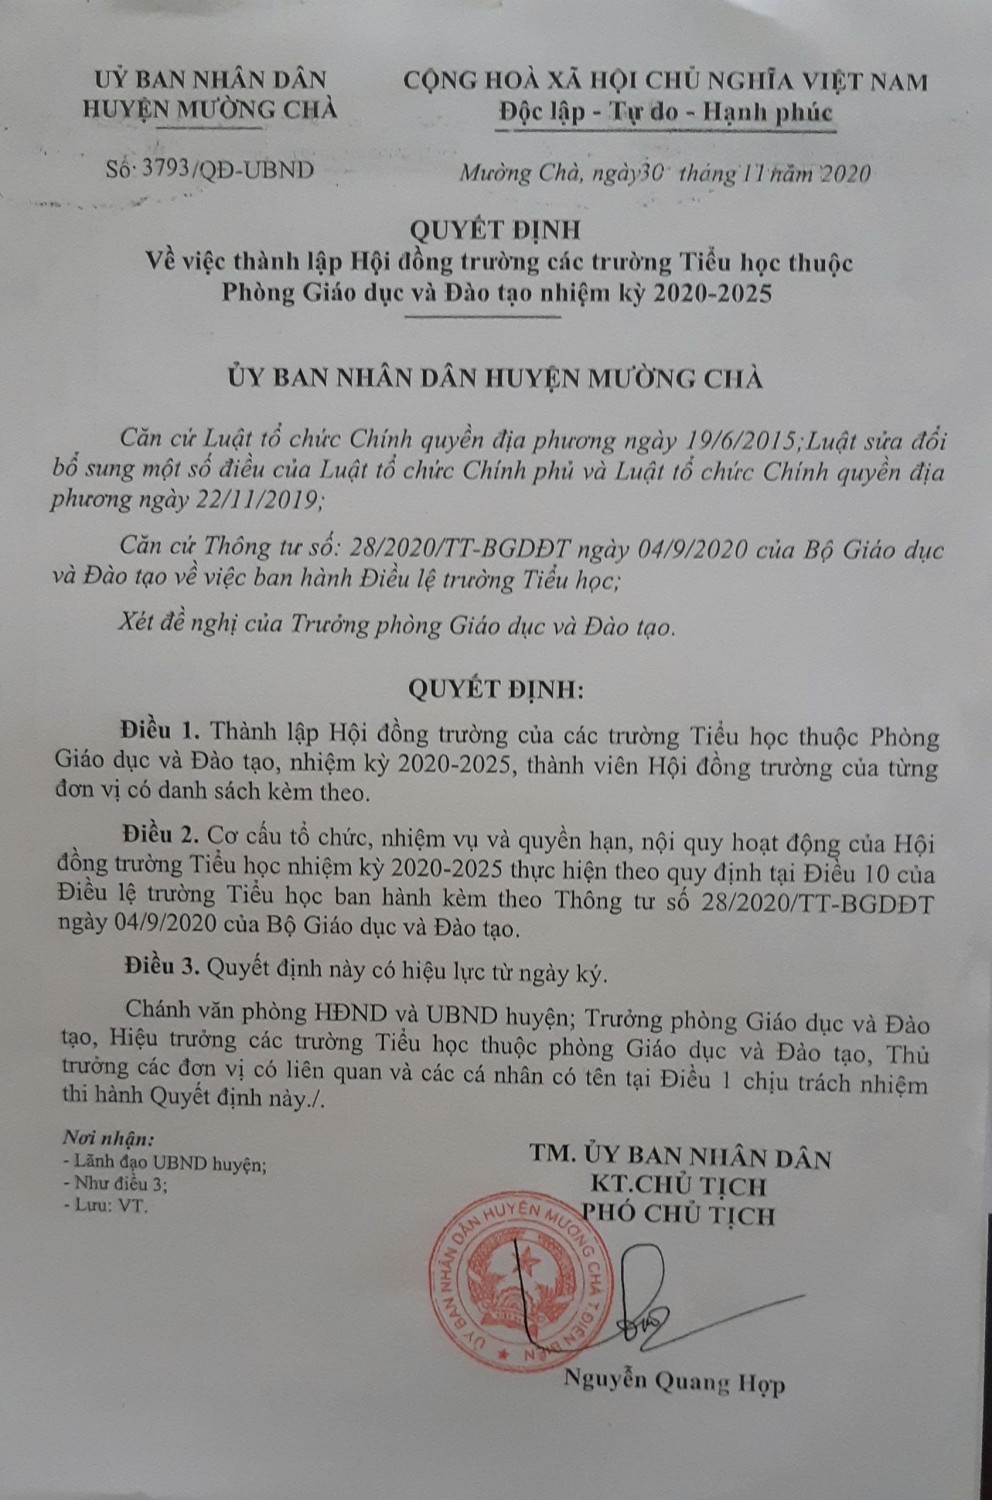 UỶ BAN NHÂN DÂN
HUYỆN MƯỜNG CHÀ
CỘNG HOÀ XÃ HỘI CHỦ NGHĨA VIỆT NAM
Độc lập - Tự do - Hạnh phúc
Số: 3793/QĐ-UBND
Mường Chà, ngày30 tháng 11 năm 2020
QUYẾT ĐỊNH
Về việc thành lập Hội đồng trường các trường Tiểu học thuộc
Phòng Giáo dục và Đào tạo nhiệm kỳ 2020-2025
ỦY BAN NHÂN DÂN HUYỆN MƯỜNG CHÀ
Căn cứ Luật tổ chức Chính quyền địa phương ngày 19/6/2015;Luật sửa đổi
bổ sung một số điều của Luật tổ chức Chính phủ và Luật tổ chức Chính quyền địa
phương ngày 22/11/2019;
Căn cứ Thông tư số: 28/2020/TT-BGDĐT ngày 04/9/2020 của Bộ Giáo dục
và Đào tạo về việc ban hành Điều lệ trường Tiểu học;
Xét đề nghị của Trưởng phòng Giáo dục và Đào tạo.
QUYẾT ĐỊNH:
Điều 1. Thành lập Hội đồng trường của các trường Tiểu học thuộc Phòng
Giáo dục và Đào tạo, nhiệm kỳ 2020-2025, thành viên Hội đồng trường của từng
đơn vị có danh sách kèm theo.
Điều 2. Cơ cấu tổ chức, nhiệm vụ và quyền hạn, nội quy hoạt động của Hội
đồng trường Tiểu học nhiệm kỳ 2020-2025 thực hiện theo quy định tại Điều 10 của
Điều lệ trường Tiểu học ban hành kèm theo Thông tư số 28/2020/TT-BGDĐT
ngày 04/9/2020 của Bộ Giáo dục và Đào tạo.
Điều 3. Quyết định này có hiệu lực từ ngày ký.
Chánh văn phòng HĐND và UBND huyện; Trưởng phòng Giáo dục và Đào
tạo, Hiệu trưởng các trường Tiểu học thuộc phòng Giáo dục và Đào tạo, Thủ
trưởng các đơn vị có liên quan và các cá nhân có tên tại Điều 1 chịu trách nhiệm
thi hành Quyết định này./.
Nơi nhận:
- Lãnh đạo UBND huyện;
- Như điều 3;
- Lưu: VT.
TM. ỦY BAN NHÂN DÂN
KT.CHỦ TỊCH
PHÓ CHỦ TỊCH
ỦY BAN NHÂN DÂN HUYỆN MƯỜNG CHÀ T.ĐIỆN BIÊN
Nguyễn Quang Hợp